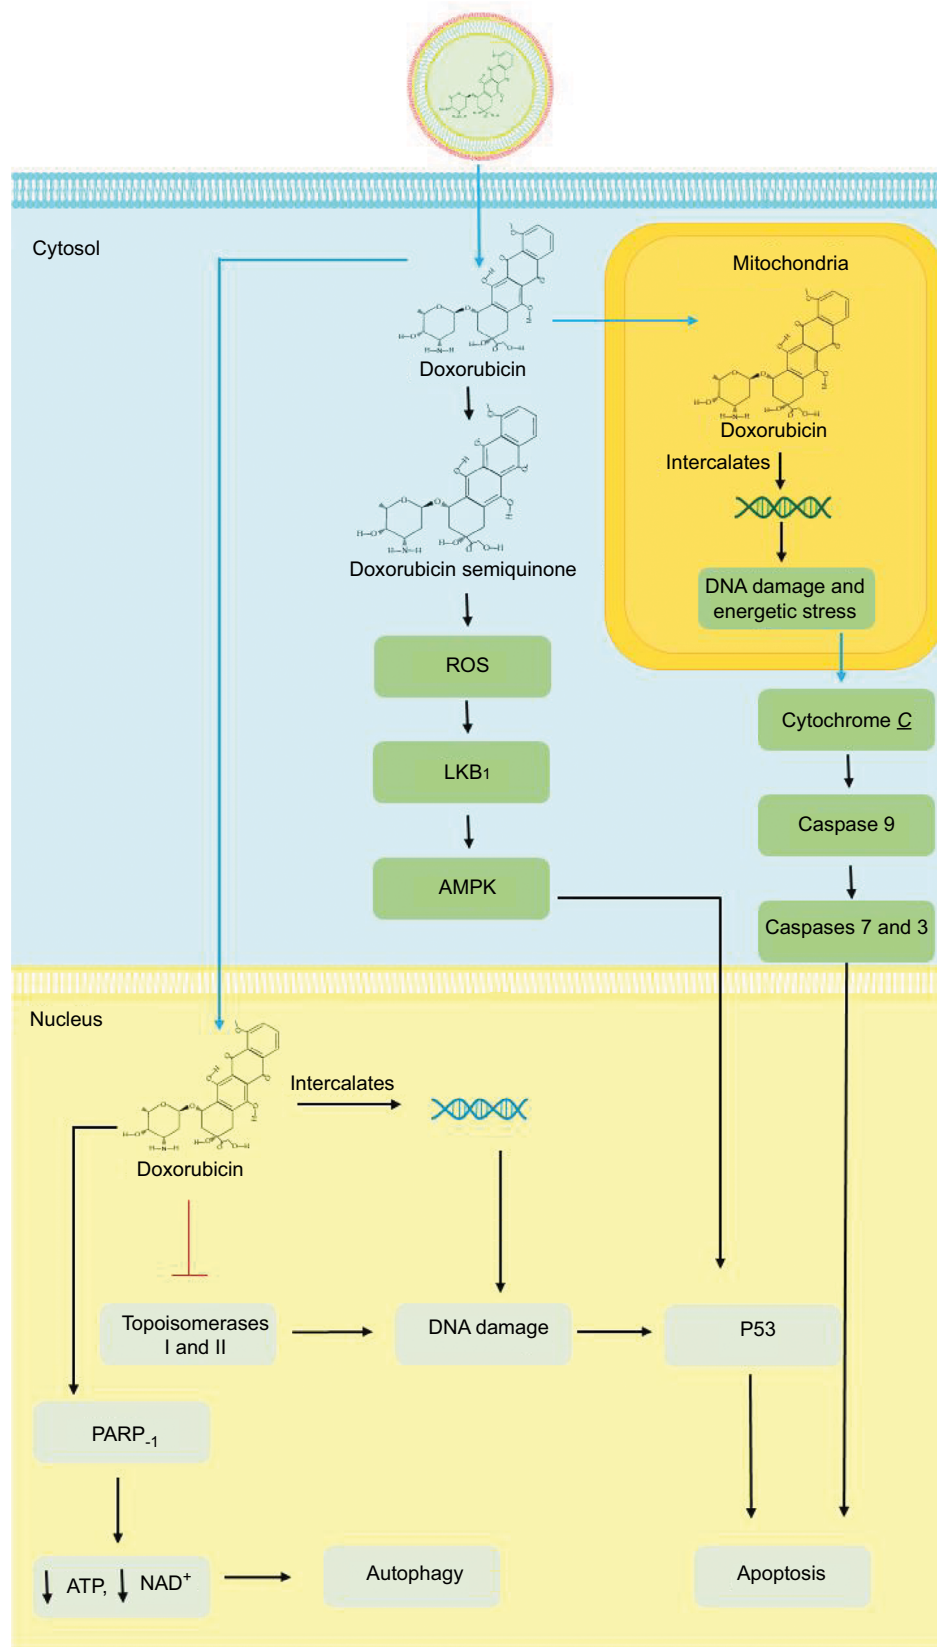 Cytosol
Mitochondria
Doxorubicin
Doxorubicin
Intercalates
Doxorubicin semiquinone
DNA damage and
energetic stress
ROS
Cytochrome C
LKB1
Caspase 9
AMPK
Caspases 7 and 3
Nucleus
Intercalates
Doxorubicin
Topoisomerases
I and II
DNA damage
P53
PARP-1
↓ ATP, ↓ NAD+
Autophagy
Apoptosis